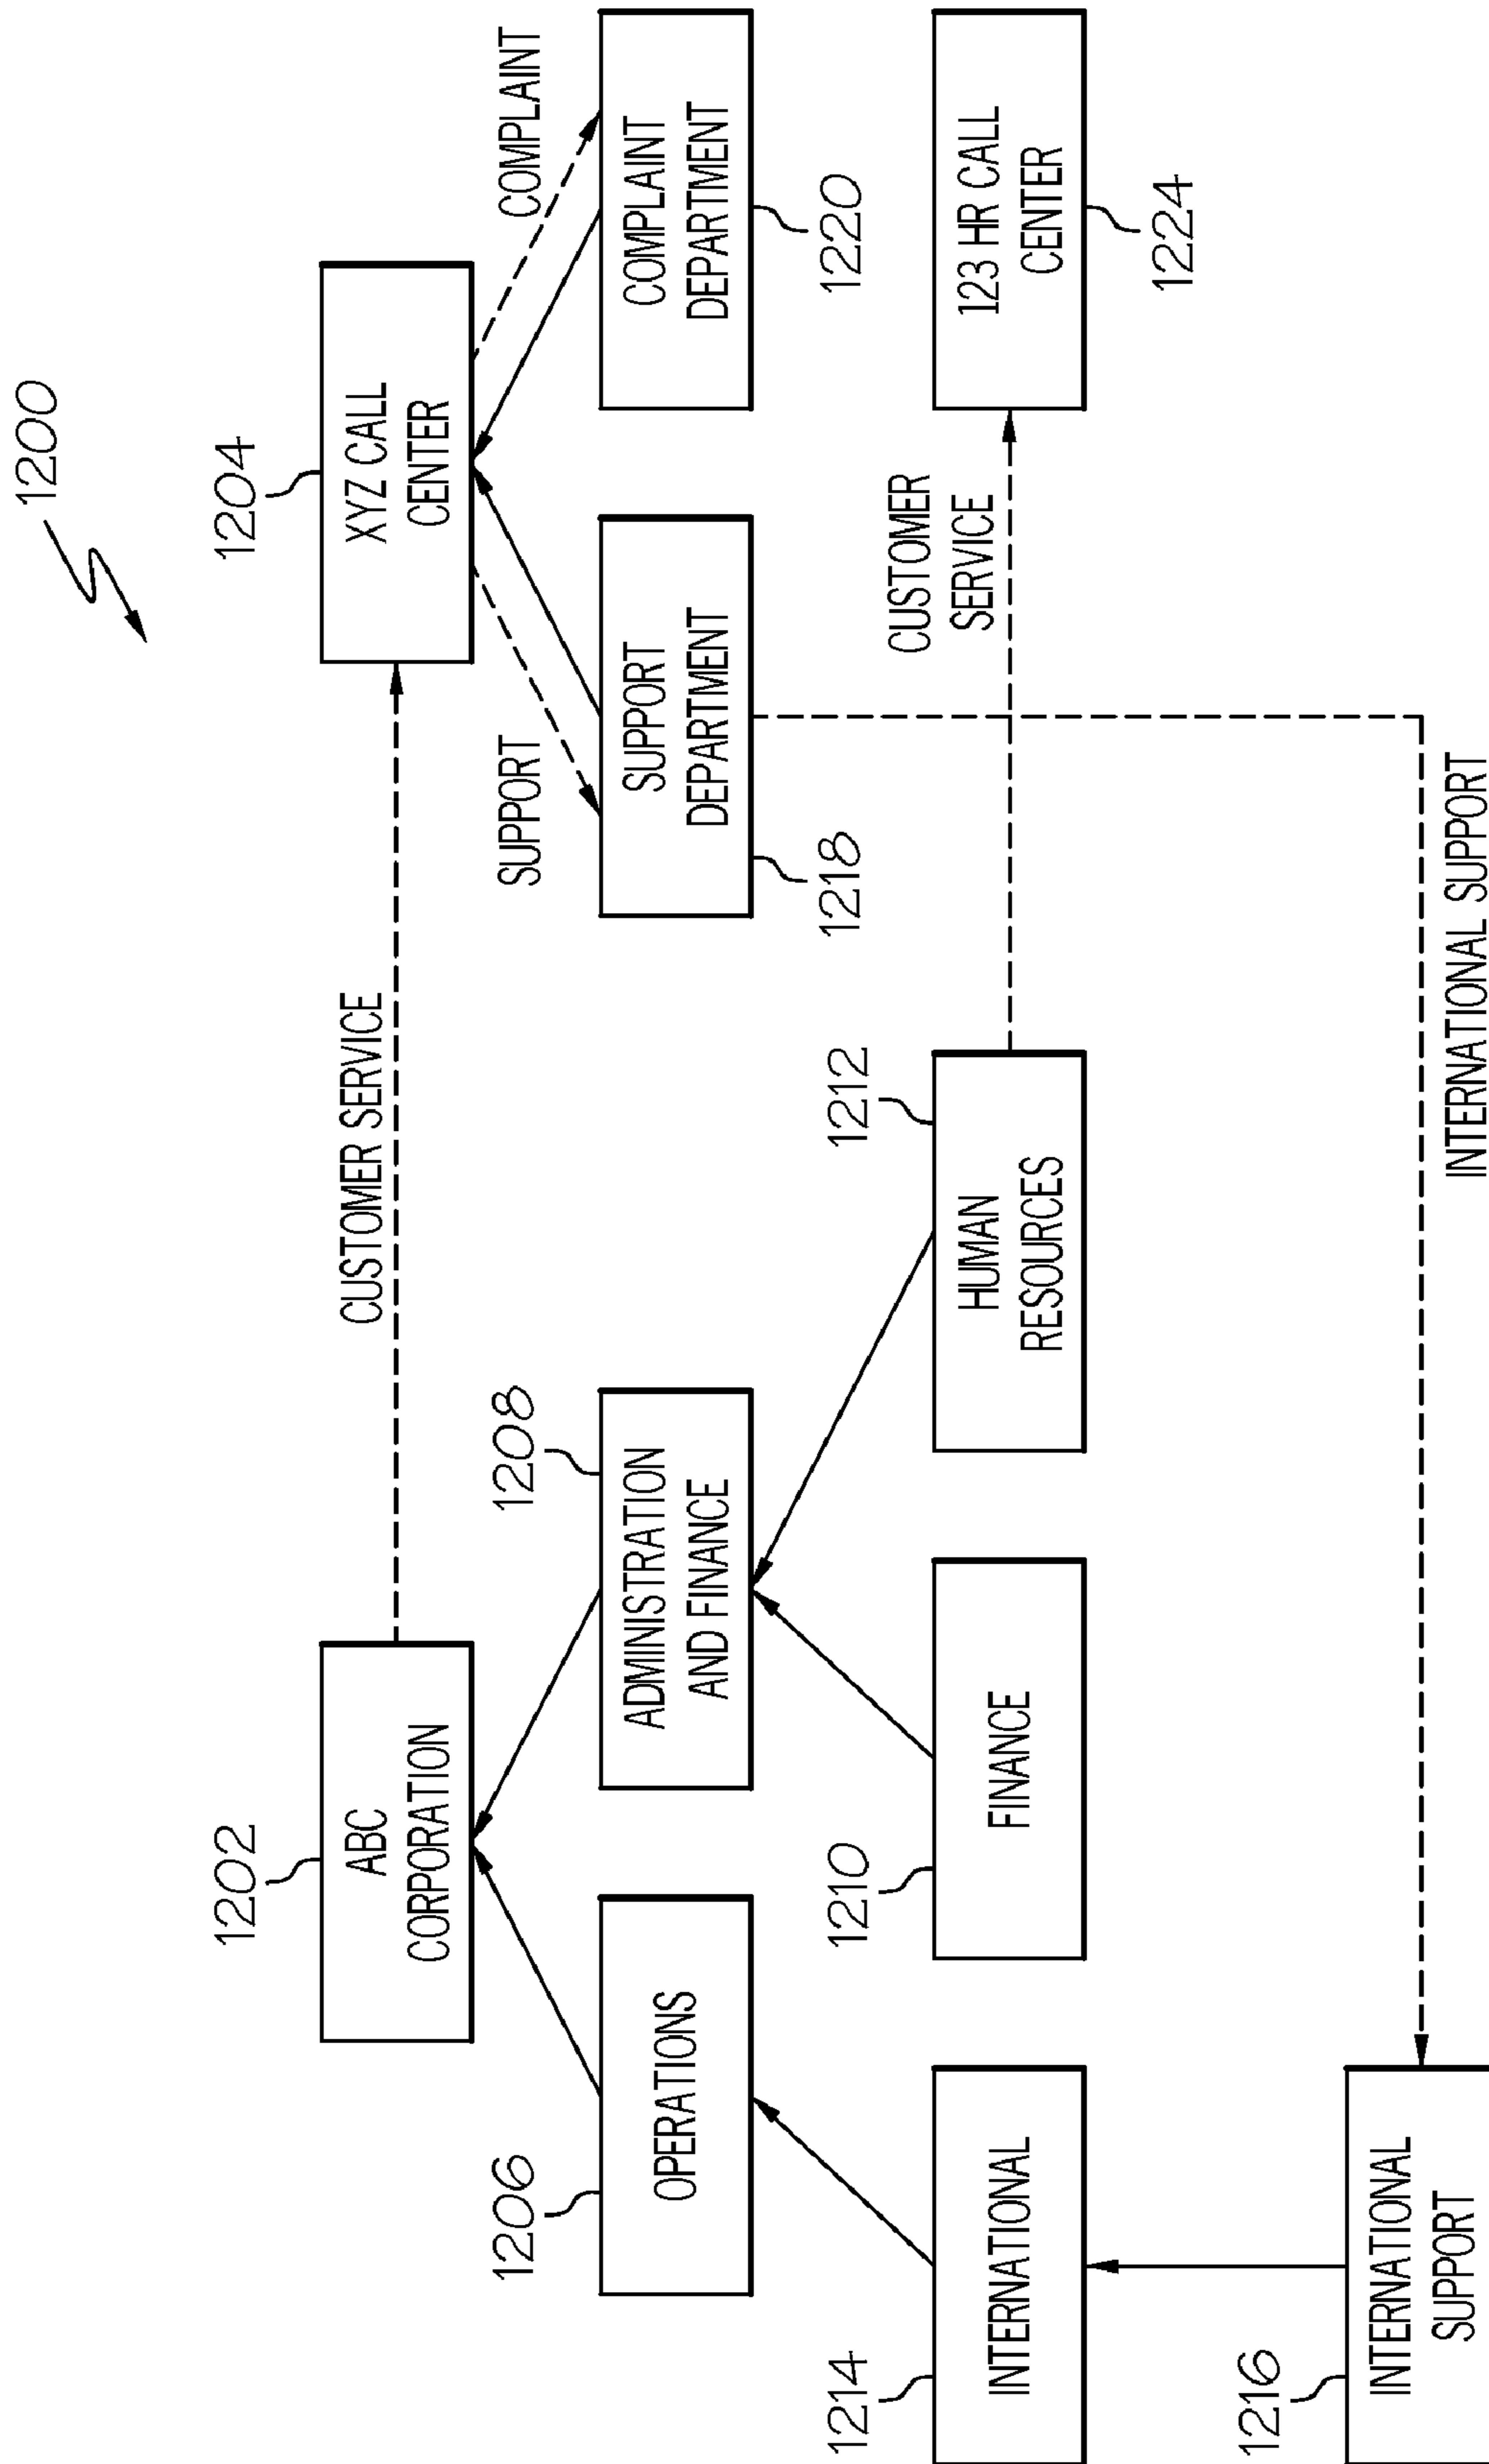 1200
1202
ABC
CORPORATION
CUSTOMER SERVICE
1204
XYZ CALL
CENTER
1206
OPERATIONS
1208
ADMINISTRATION
AND FINANCE
SUPPORT
COMPLAINT
SUPPORT
DEPARTMENT
1218
COMPLAINT
DEPARTMENT
1220
1214
INTERNATIONAL
1210
FINANCE
1212
HUMAN
RESOURCES
CUSTOMER
SERVICE
123 HR CALL
CENTER
1224
1216
INTERNATIONAL
SUPPORT
INTERNATIONAL SUPPORT